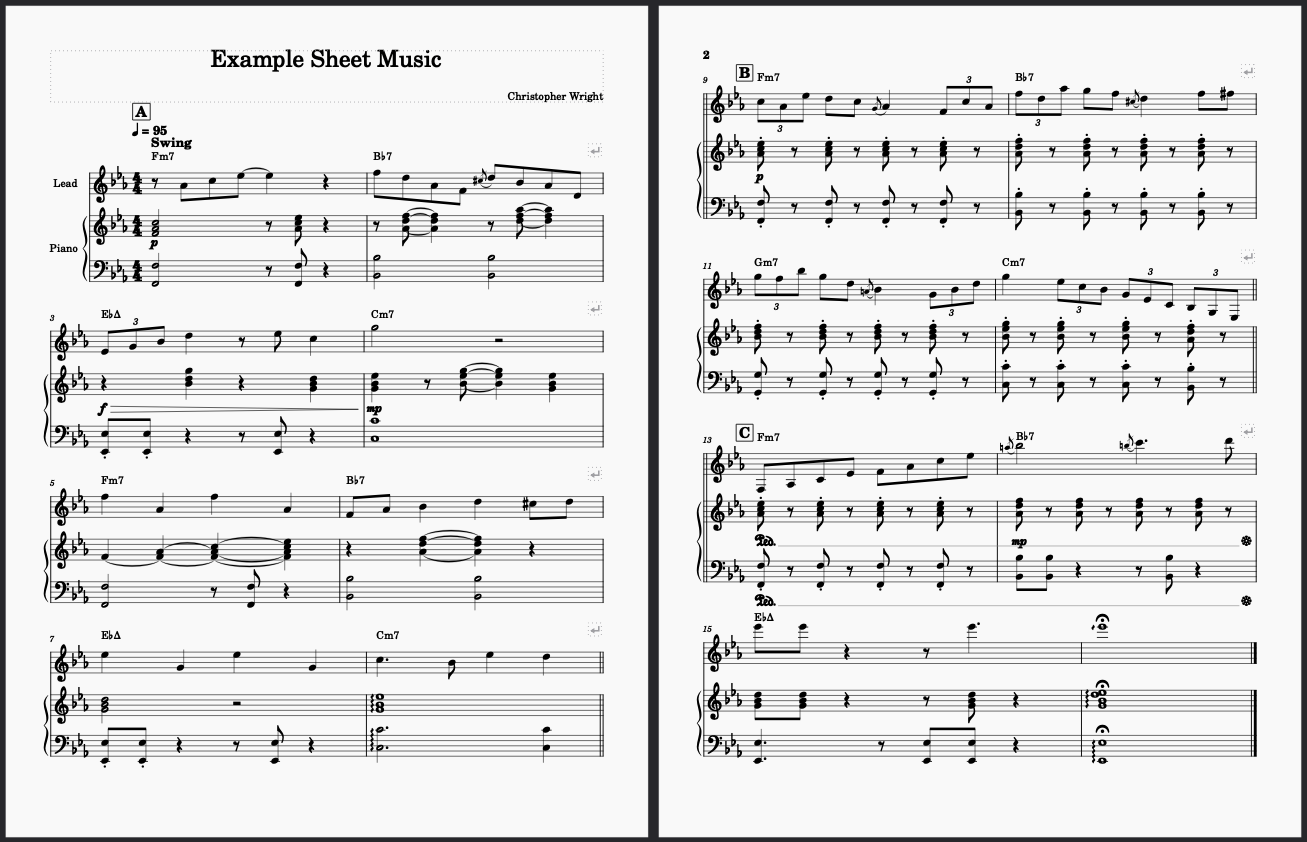 Example Sheet Music
Christopher Wright
A
♩ = 95
Swing
Fm7 B♭7
Lead
Piano
p
3
E♭Δ Cm7
3
f mp
5
Fm7 B♭7
7
E♭Δ Cm7
2
B
9
Fm7 B♭7
3 3
3 3
p
11
Gm7 Cm7
3 3
3 3 3
C
13
Fm7 B♭7
Ped. mp
Ped.
15
E♭Δ